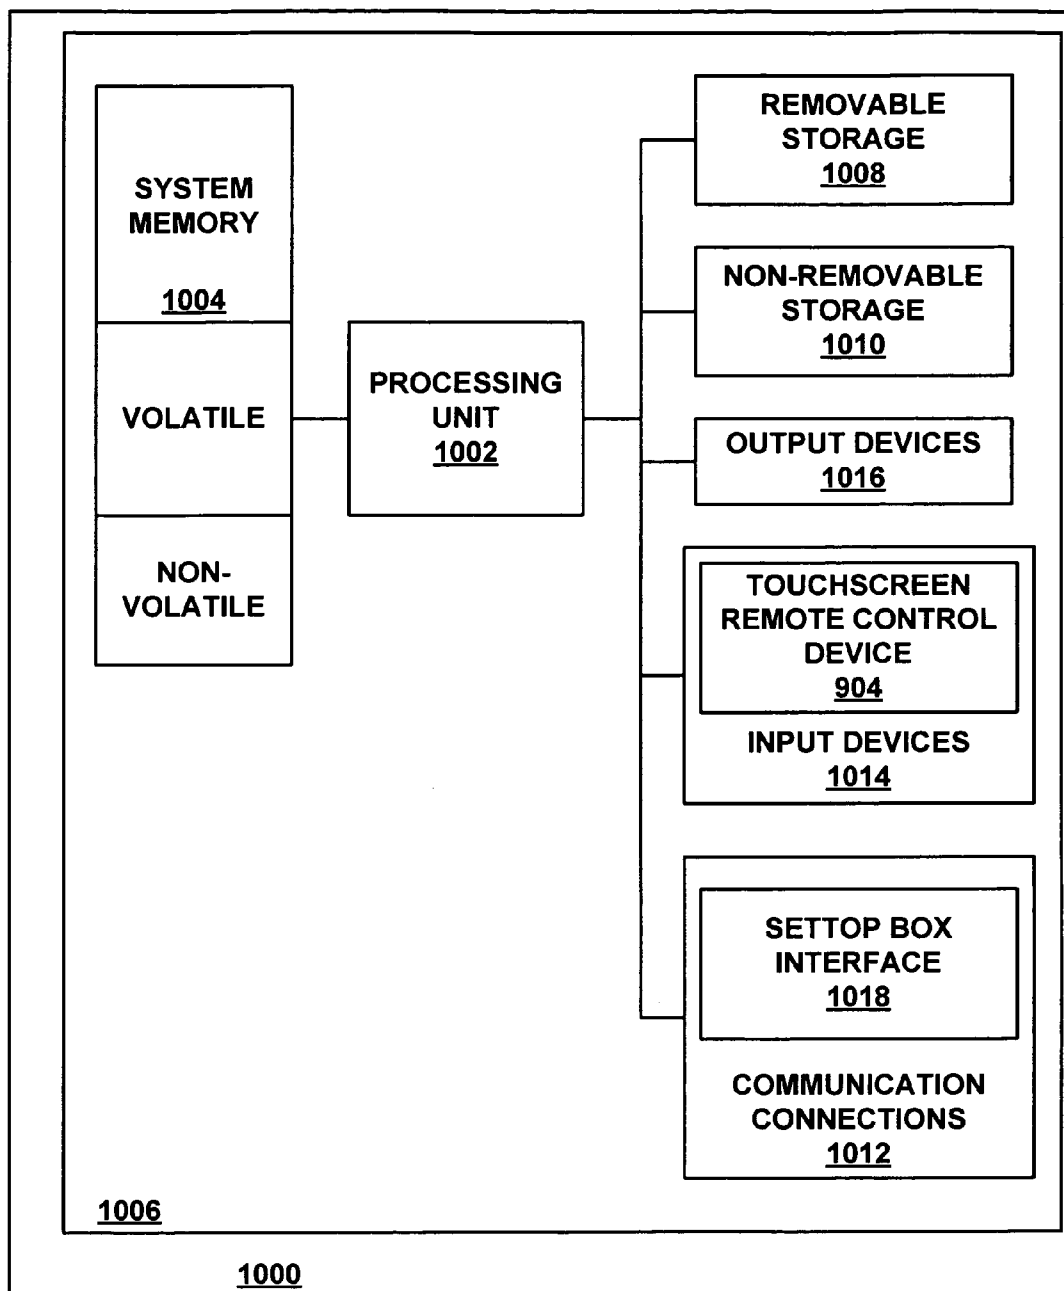 SYSTEM
MEMORY
1004
VOLATILE
NON-
VOLATILE
PROCESSING
UNIT
1002
REMOVABLE
STORAGE
1008
NON-REMOVABLE
STORAGE
1010
OUTPUT DEVICES
1016
TOUCHSCREEN
REMOTE CONTROL
DEVICE
904
INPUT DEVICES
1014
SETTOP BOX
INTERFACE
1018
COMMUNICATION
CONNECTIONS
1012
1006
1000